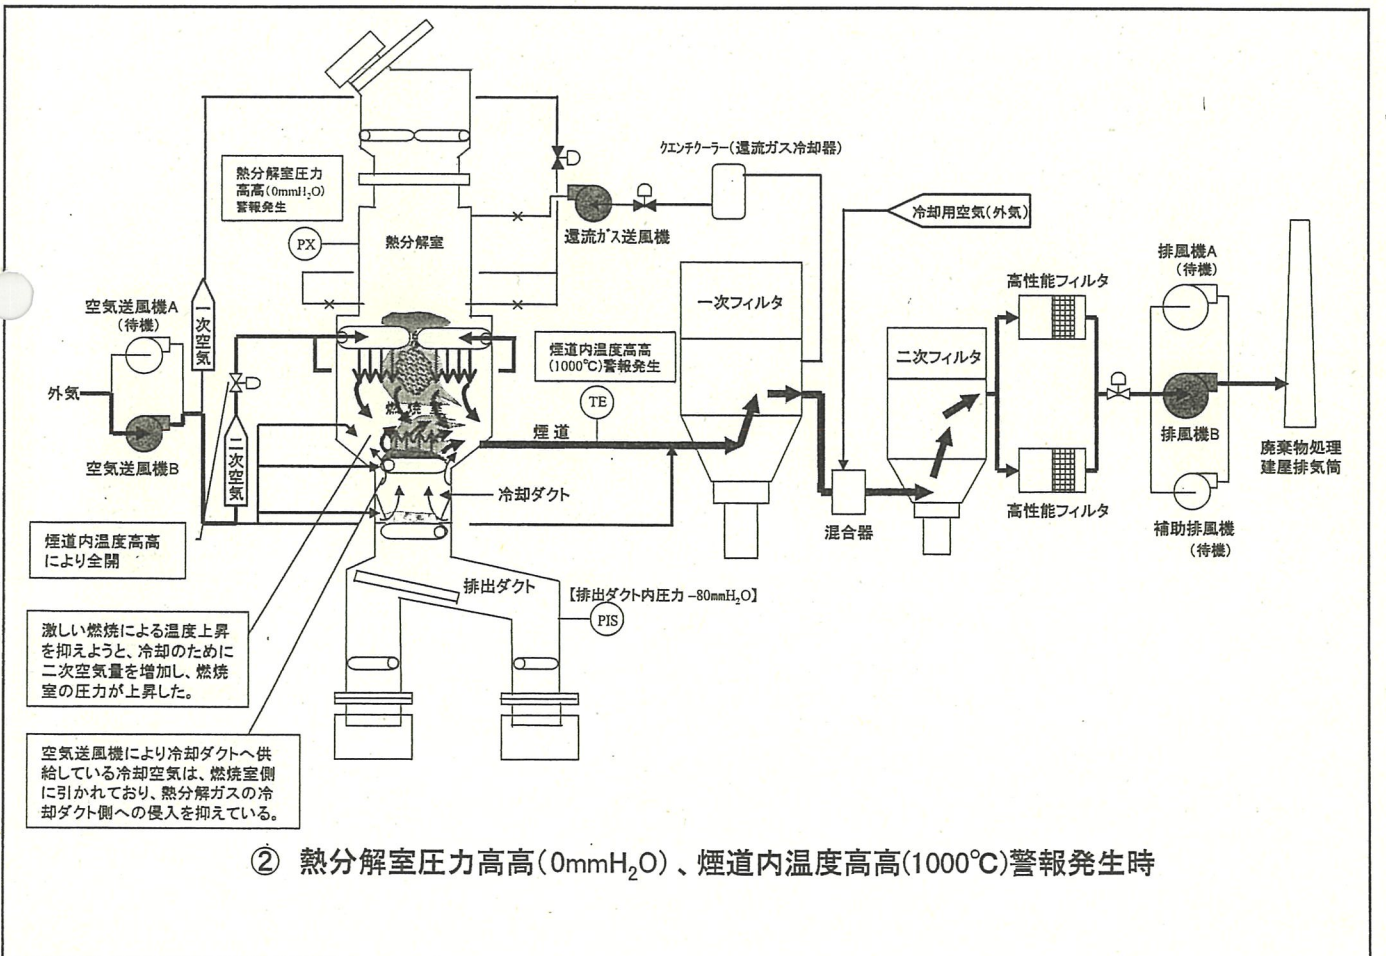 クエンチクーラー(還流ガス冷却器)
熱分解室圧力
高高(0mmH₂O)
警報発生
冷却用空気(外気)
PX
熱分解室
還流ガス送風機
排風機A
(待機)
高性能フィルタ
一次フィルタ
空気送風機A
(待機)
一次空気
煙道内温度高高
(1000℃)警報発生
二次フィルタ
外気
TE
燃焼室
煙道
排風機B
空気送風機B
二次空気
廃棄物処理
建屋排気筒
冷却ダクト
高性能フィルタ
混合器
補助排風機
(待機)
煙道内温度高高
により全開
排出ダクト
【排出ダクト内圧力 −80mmH₂O】
PIS
激しい燃焼による温度上昇
を抑えようと、冷却のために
二次空気量を増加し、燃焼
室の圧力が上昇した。
空気送風機により冷却ダクトへ供
給している冷却空気は、燃焼室側
に引かれており、熱分解ガスの冷
却ダクト側への侵入を抑えている。
② 熱分解室圧力高高(0mmH₂O)、煙道内温度高高(1000℃)警報発生時